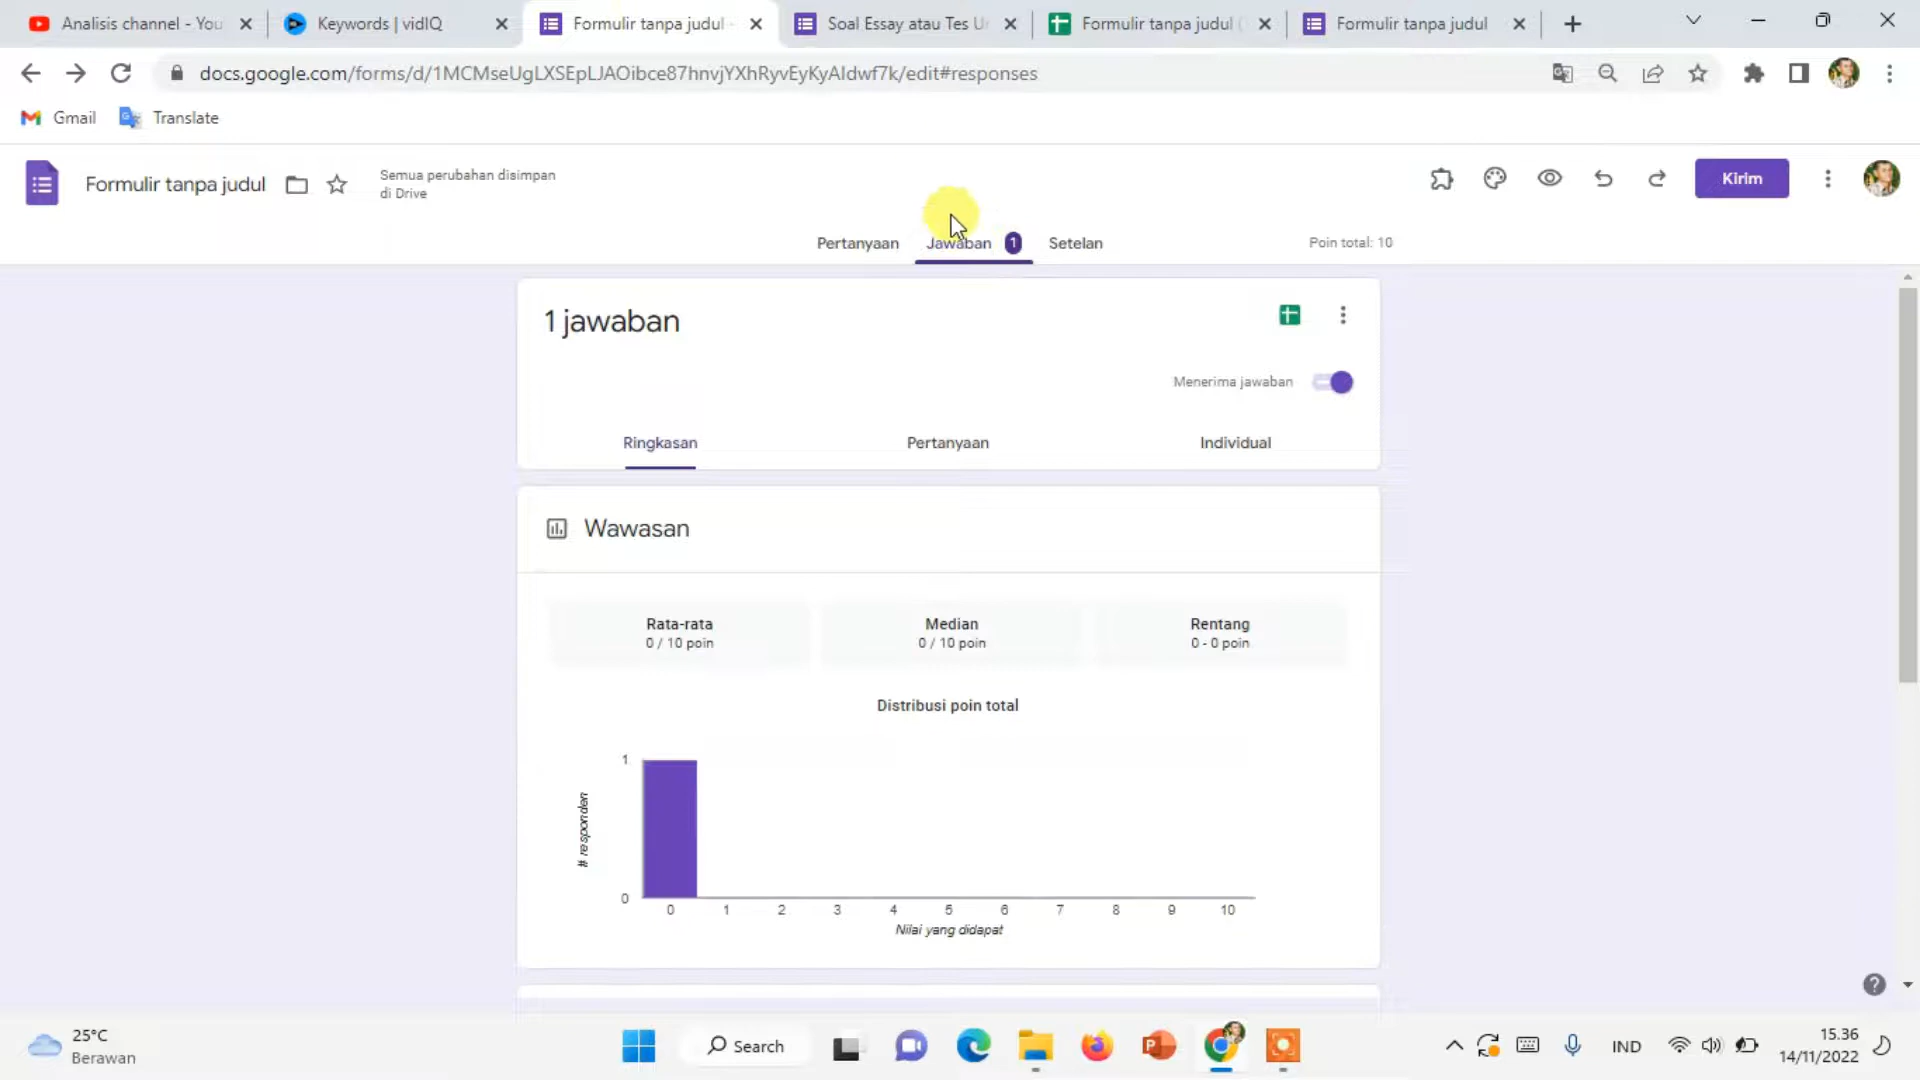 Analisis channel - You
Keywords | vidIQ
Formulir tanpa judul -
Soal Essay atau Tes Ur
Formulir tanpa judul (
Formulir tanpa judul
docs.google.com/forms/d/1MCMseUgLXSEpLJAOibce87hnvjYXhRyvEyKyAldwf7k/edit#responses
Gmail
Translate
Formulir tanpa judul
Semua perubahan disimpan
di Drive
Kirim
Pertanyaan
Jawaban
1
Setelan
Poin total: 10
1 jawaban
Menerima jawaban
Ringkasan
Pertanyaan
Individual
Wawasan
Rata-rata
0 / 10 poin
Median
0 / 10 poin
Rentang
0 - 0 poin
Distribusi poin total
1
# responden
0
0 1 2 3 4 5 6 7 8 9 10
Nilai yang didapat
25°C
Berawan
Search
IND
15.36
14/11/2022